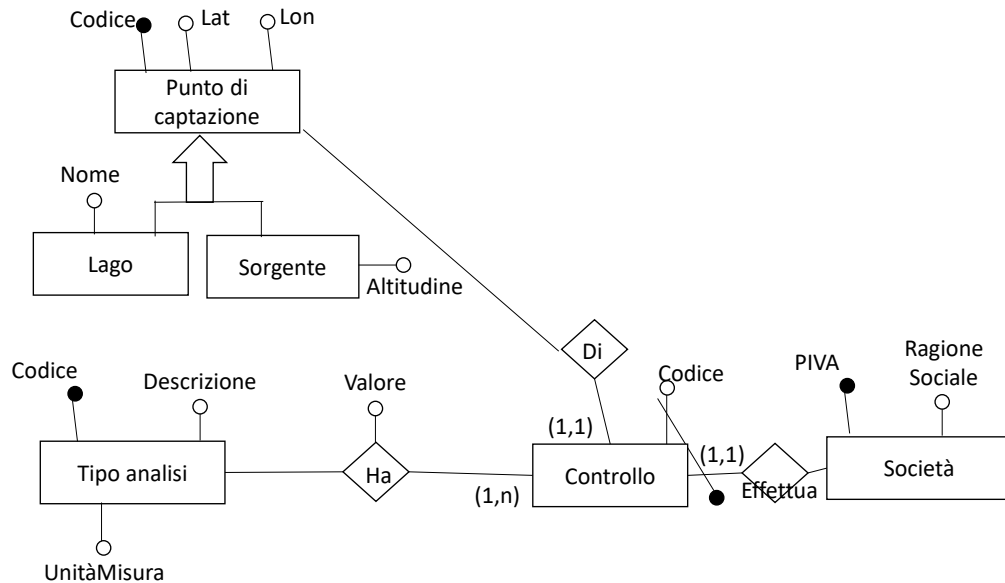 Codice
Lat
Lon
Punto di
captazione
Nome
Lago
Sorgente
Altitudine
Di
Codice
Descrizione
Valore
Codice
PIVA
Ragione
Sociale
(1,1)
(1,1)
Tipo analisi
Ha
Controllo
Effettua
Società
(1,n)
UnitàMisura